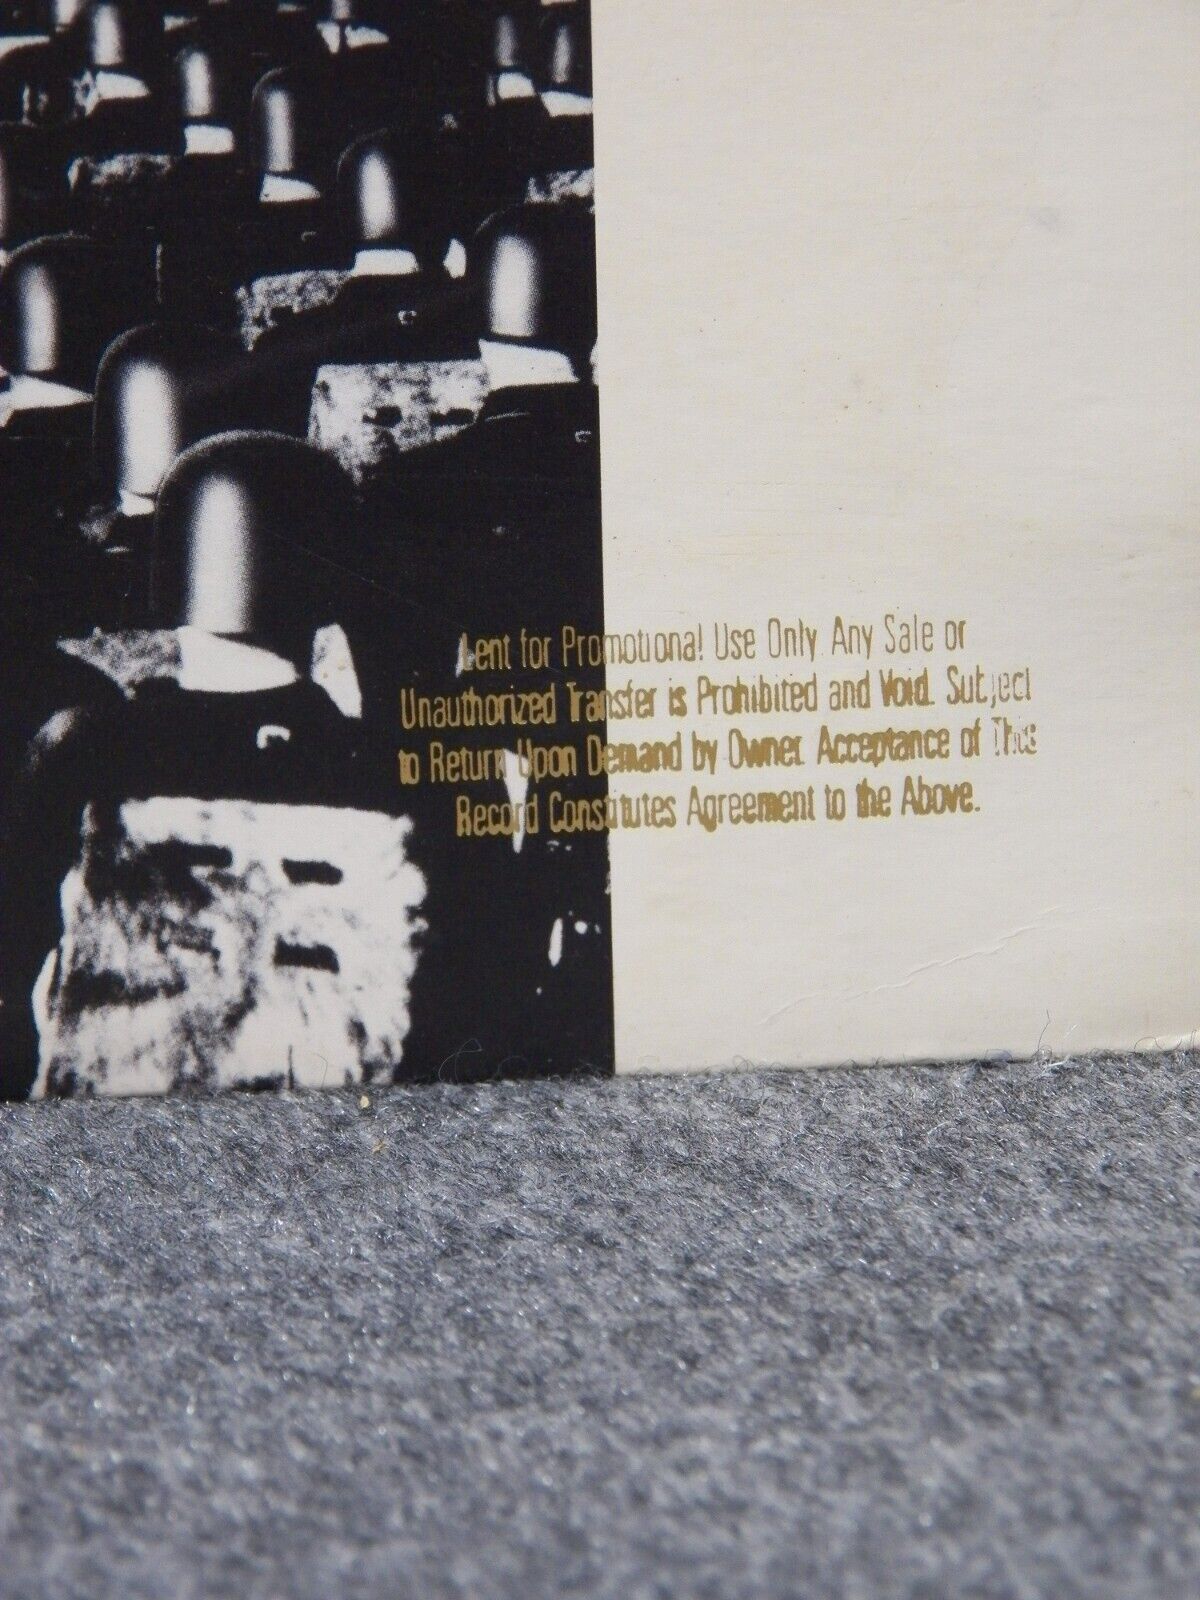 Lent for Promotional Use Only. Any Sale or
Unauthorized Transfer is Prohibited and Void. Subject
to Return Upon Demand by Owner. Acceptance of This
Record Constitutes Agreement to the Above.